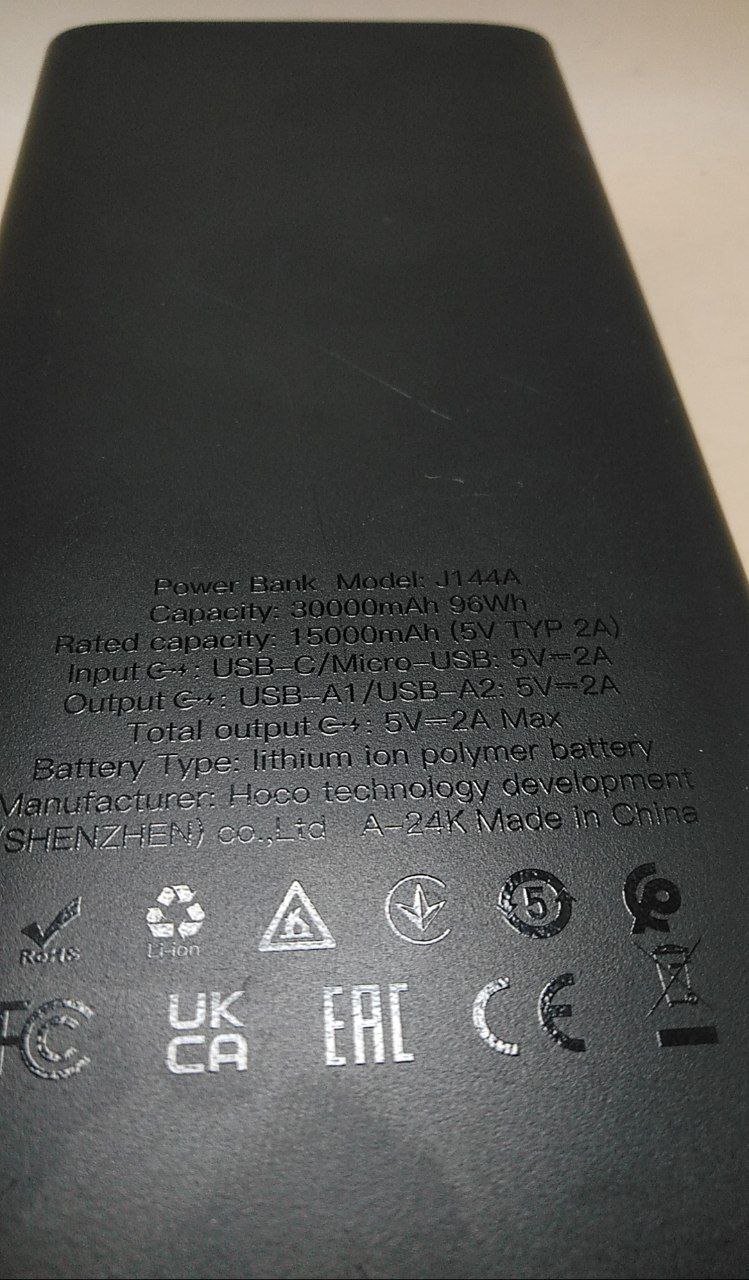 Power Bank Model: J144A
Capacity: 30000mAh 96Wh
Rated capacity: 15000mAh (5V TYP 2A)
Input: USB-C/Micro-USB: 5V⎓2A
Output: USB-A1/USB-A2: 5V⎓2A
Total output: 5V⎓2A Max
Battery Type: lithium ion polymer battery
Manufacturer: Hoco technology development
(SHENZHEN) co.,Ltd A-24K Made in China
RoHS Li-ion 5
FC UK CA EAC CE